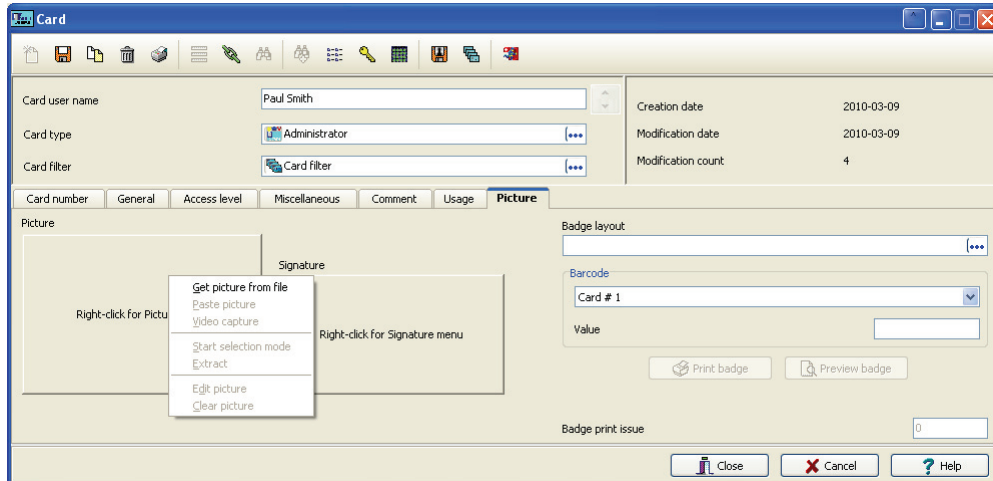 Card
Card user name
Paul Smith
Card type
Administrator
Card filter
Card filter
Creation date
2010-03-09
Modification date
2010-03-09
Modification count
4
Card number
General
Access level
Miscellaneous
Comment
Usage
Picture
Picture
Right-click for Pictu
Get picture from file
Paste picture
Video capture
Start selection mode
Extract
Edit picture
Clear picture
Signature
Right-click for Signature menu
Badge layout
Barcode
Card # 1
Value
Print badge
Preview badge
Badge print issue
0
Close
Cancel
Help